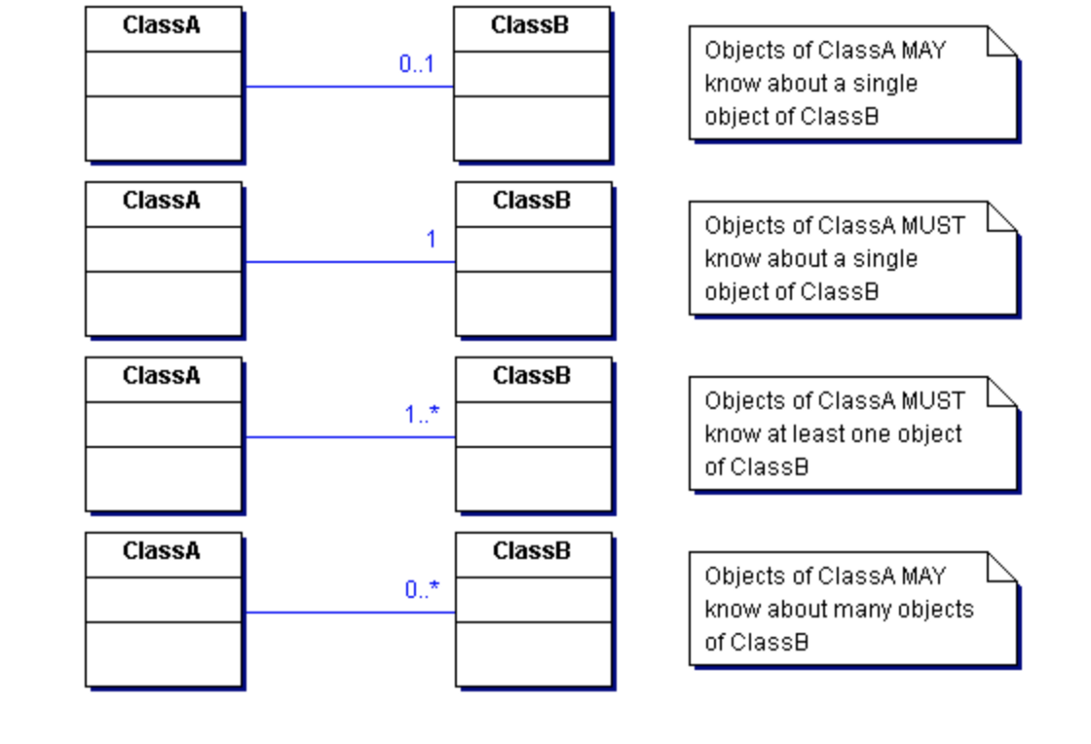 ClassA
0..1
ClassB
Objects of ClassA MAY
know about a single
object of ClassB
ClassA
1
ClassB
Objects of ClassA MUST
know about a single
object of ClassB
ClassA
1..*
ClassB
Objects of ClassA MUST
know at least one object
of ClassB
ClassA
0..*
ClassB
Objects of ClassA MAY
know about many objects
of ClassB